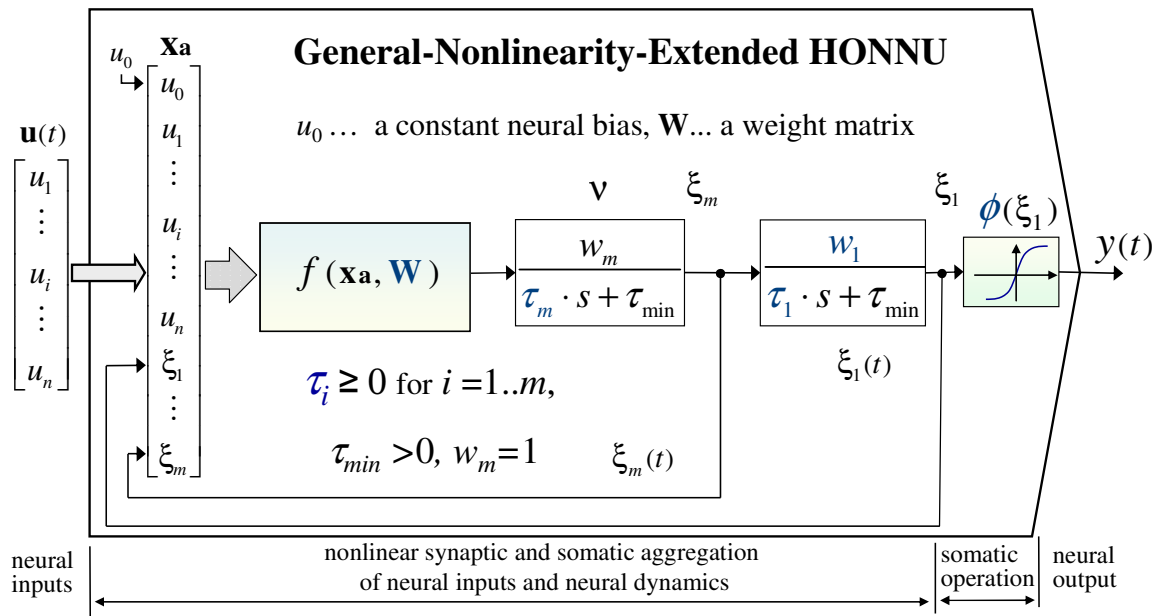 General-Nonlinearity-Extended HONNU
u₀ … a constant neural bias, W... a weight matrix
u(t)
u₁
⋮
uᵢ
⋮
uₙ
u₀
xa
u₀
u₁
⋮
uᵢ
⋮
uₙ
ξ₁
⋮
ξₘ
f (xa, W)
ν
wₘ
τₘ · s + τₘᵢₙ
ξₘ
w₁
τ₁ · s + τₘᵢₙ
ξ₁
ϕ(ξ₁)
y(t)
ξ₁(t)
τᵢ ≥ 0 for i =1..m,
τₘᵢₙ >0, wₘ=1
ξₘ(t)
neural
inputs
nonlinear synaptic and somatic aggregation
of neural inputs and neural dynamics
somatic
operation
neural
output